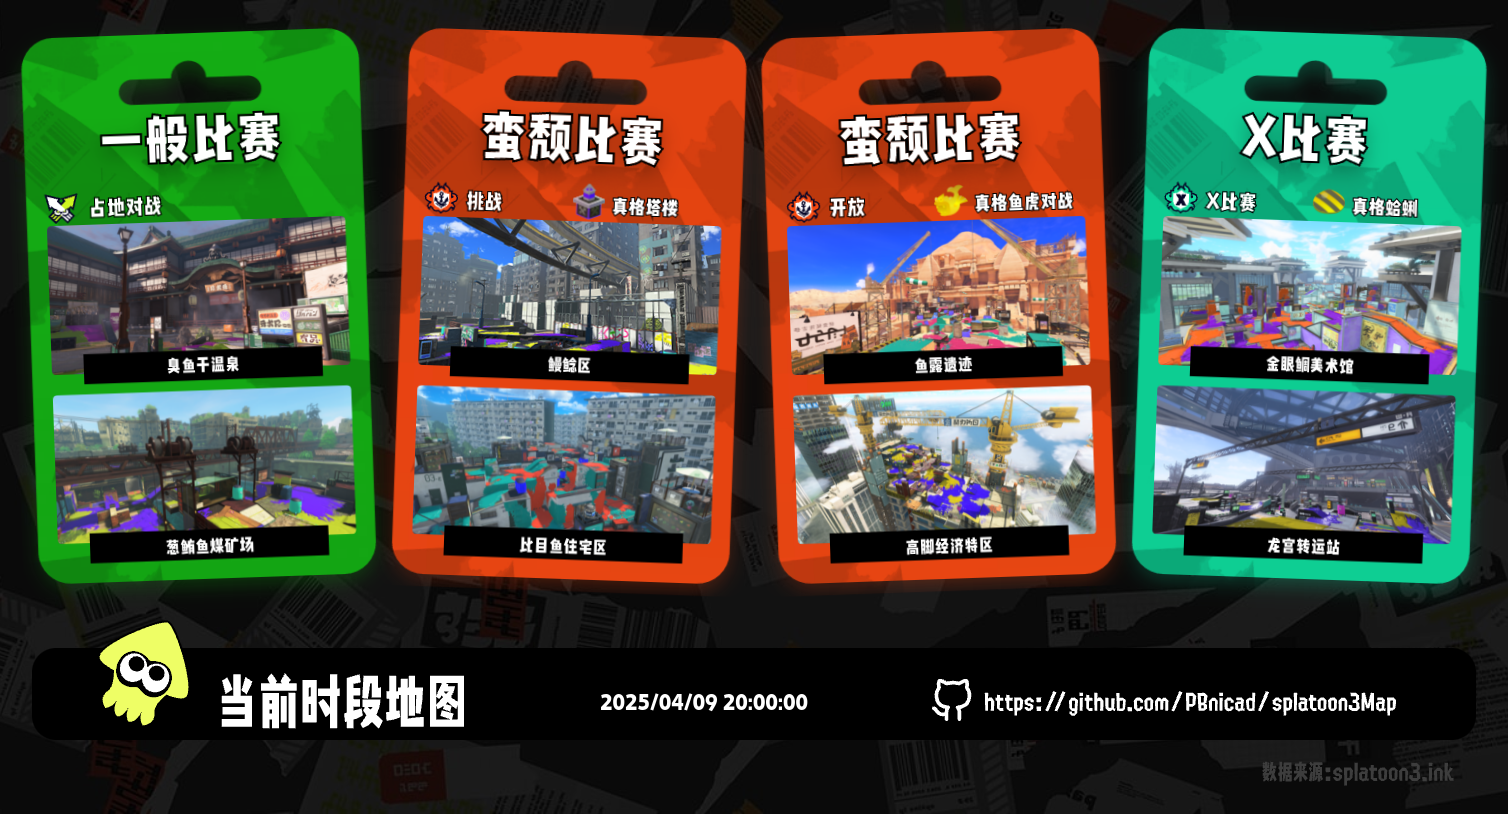 一般比赛
占地对战
臭鱼干温泉
葱鲔鱼煤矿场
蛮颓比赛
挑战
真格塔楼
鳗鲶区
比目鱼住宅区
蛮颓比赛
开放
真格鱼虎对战
鱼露遗迹
高脚经济特区
X比赛
X比赛
真格蛤蜊
金眼鲷美术馆
龙宫转运站
当前时段地图
2025/04/09 20:00:00
https://github.com/PBnicad/splatoon3Map
数据来源:splatoon3.ink